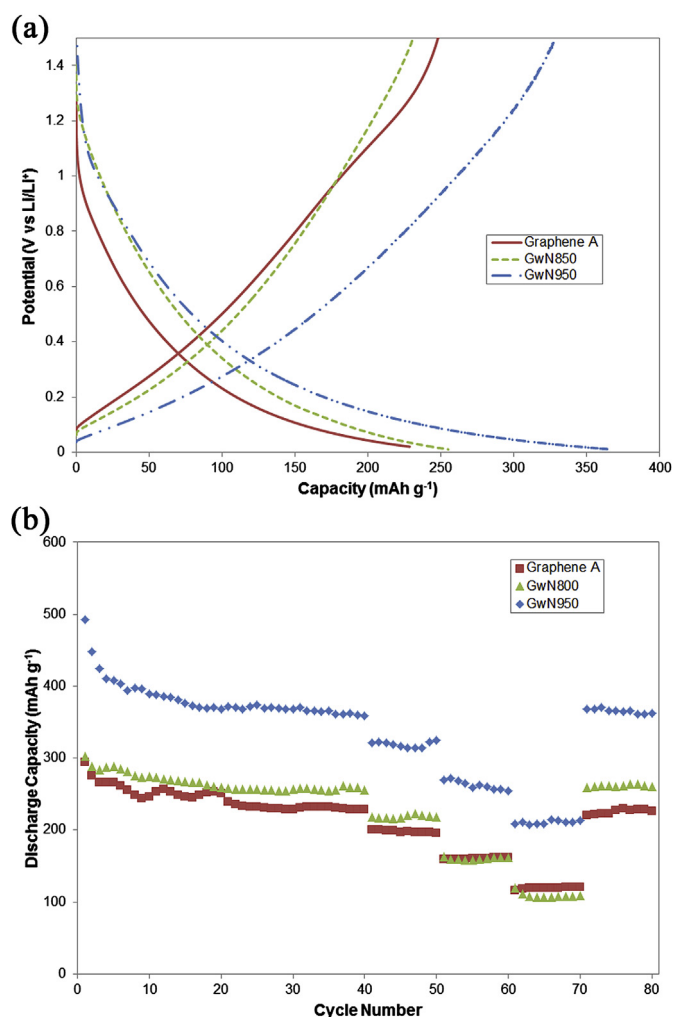 (a)
1.4
1.2
1
0.8
0.6
0.4
0.2
0
Potential (V vs Li/Li⁺)
Graphene A
GwN850
GwN950
0 50 100 150 200 250 300 350 400
Capacity (mAh g⁻¹)
(b)
600
500
400
300
200
100
0
Discharge Capacity (mAh g⁻¹)
Graphene A
GwN800
GwN950
0 10 20 30 40 50 60 70 80
Cycle Number